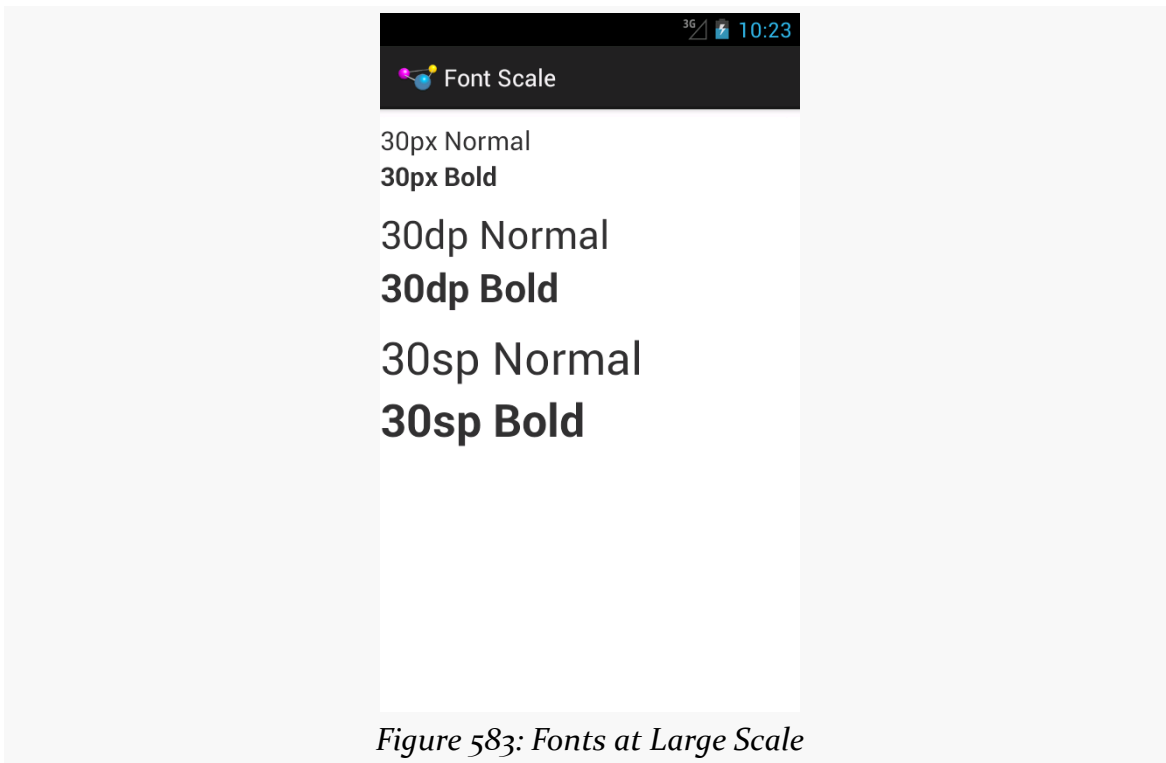 3G 10:23
Font Scale
30px Normal
30px Bold
30dp Normal
30dp Bold
30sp Normal
30sp Bold
Figure 583: Fonts at Large Scale